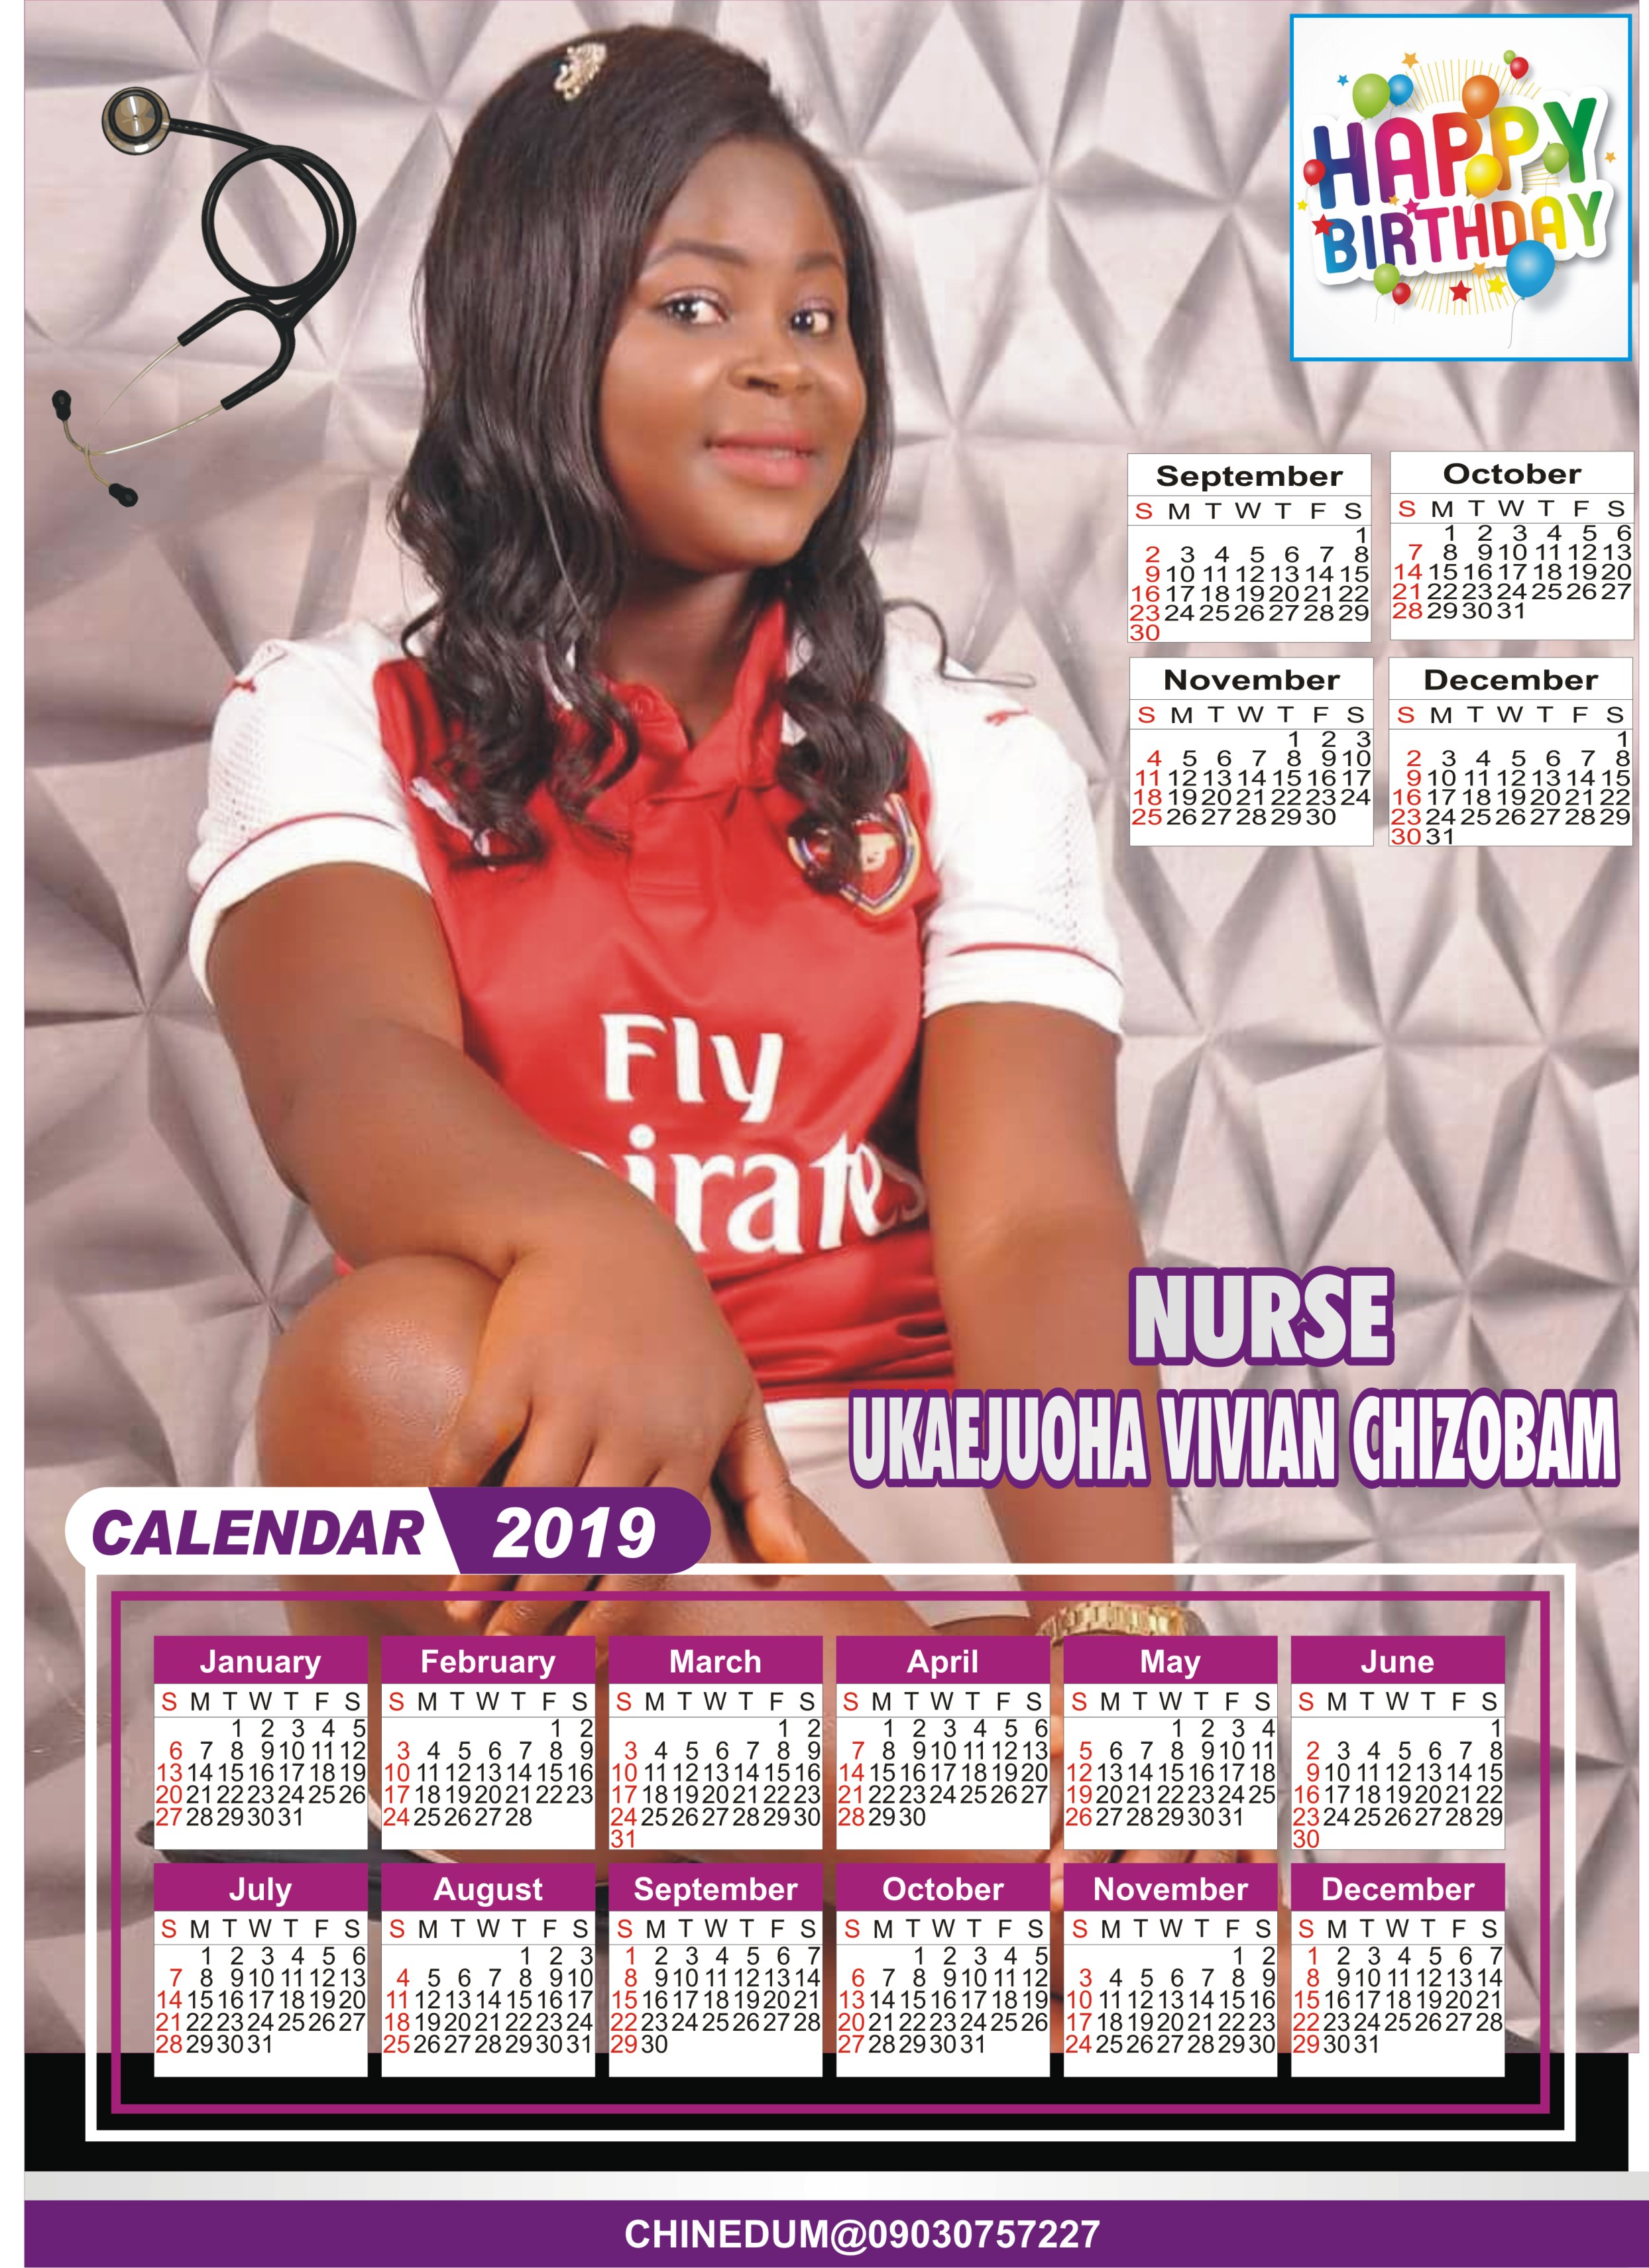 HAPPY
BIRTHDAY
September
S M T W T F S
1
2 3 4 5 6 7 8
9 10 11 12 13 14 15
16 17 18 19 20 21 22
23 24 25 26 27 28 29
30
October
S M T W T F S
1 2 3 4 5 6
7 8 9 10 11 12 13
14 15 16 17 18 19 20
21 22 23 24 25 26 27
28 29 30 31
November
S M T W T F S
1 2 3
4 5 6 7 8 9 10
11 12 13 14 15 16 17
18 19 20 21 22 23 24
25 26 27 28 29 30
December
S M T W T F S
1
2 3 4 5 6 7 8
9 10 11 12 13 14 15
16 17 18 19 20 21 22
23 24 25 26 27 28 29
30 31
Fly
irates
NURSE
UKAEJUOHA VIVIAN CHIZOBAM
CALENDAR 2019
January
S M T W T F S
1 2 3 4 5
6 7 8 9 10 11 12
13 14 15 16 17 18 19
20 21 22 23 24 25 26
27 28 29 30 31
February
S M T W T F S
1 2
3 4 5 6 7 8 9
10 11 12 13 14 15 16
17 18 19 20 21 22 23
24 25 26 27 28
March
S M T W T F S
1 2
3 4 5 6 7 8 9
10 11 12 13 14 15 16
17 18 19 20 21 22 23
24 25 26 27 28 29 30
31
April
S M T W T F S
1 2 3 4 5 6
7 8 9 10 11 12 13
14 15 16 17 18 19 20
21 22 23 24 25 26 27
28 29 30
May
S M T W T F S
1 2 3 4
5 6 7 8 9 10 11
12 13 14 15 16 17 18
19 20 21 22 23 24 25
26 27 28 29 30 31
June
S M T W T F S
1
2 3 4 5 6 7 8
9 10 11 12 13 14 15
16 17 18 19 20 21 22
23 24 25 26 27 28 29
30
July
S M T W T F S
1 2 3 4 5 6
7 8 9 10 11 12 13
14 15 16 17 18 19 20
21 22 23 24 25 26 27
28 29 30 31
August
S M T W T F S
1 2 3
4 5 6 7 8 9 10
11 12 13 14 15 16 17
18 19 20 21 22 23 24
25 26 27 28 29 30 31
September
S M T W T F S
1 2 3 4 5 6 7
8 9 10 11 12 13 14
15 16 17 18 19 20 21
22 23 24 25 26 27 28
29 30
October
S M T W T F S
1 2 3 4 5
6 7 8 9 10 11 12
13 14 15 16 17 18 19
20 21 22 23 24 25 26
27 28 29 30 31
November
S M T W T F S
1 2
3 4 5 6 7 8 9
10 11 12 13 14 15 16
17 18 19 20 21 22 23
24 25 26 27 28 29 30
December
S M T W T F S
1 2 3 4 5 6 7
8 9 10 11 12 13 14
15 16 17 18 19 20 21
22 23 24 25 26 27 28
29 30 31
CHINEDUM@09030757227